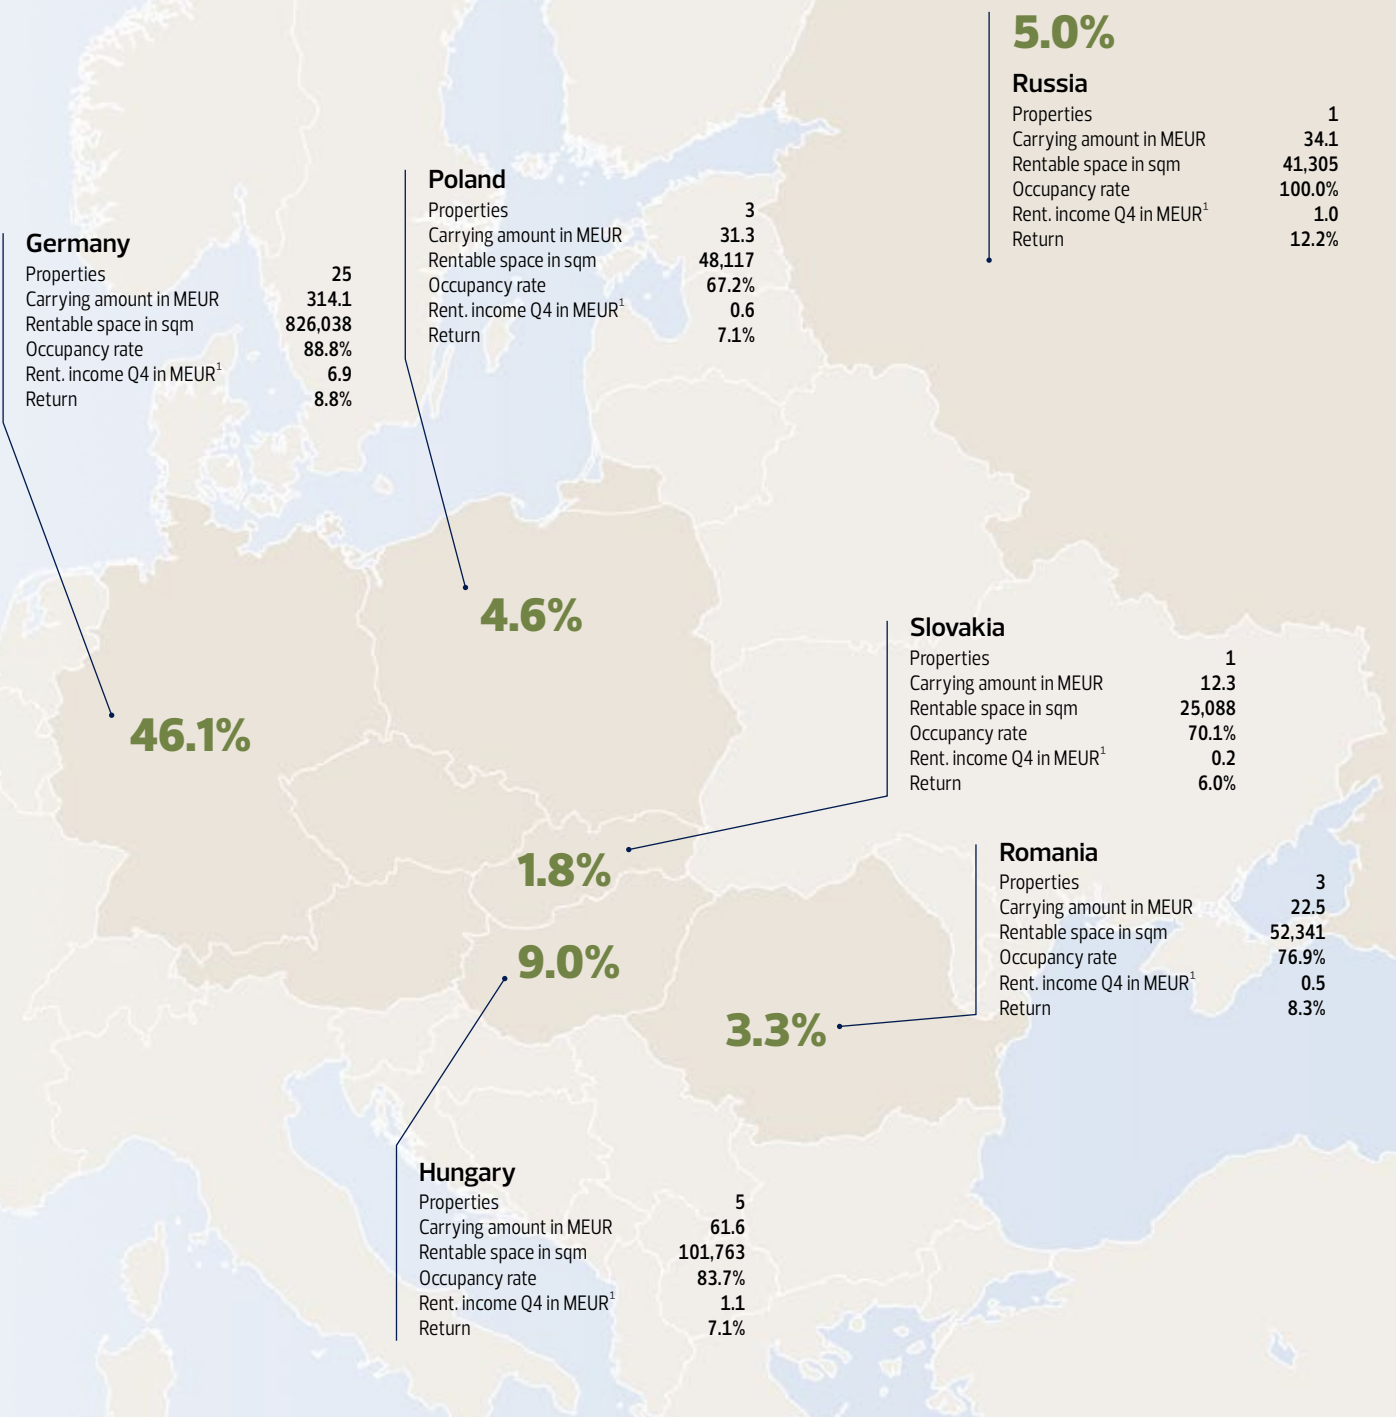 5.0%
Russia
Properties 1
Carrying amount in MEUR 34.1
Rentable space in sqm 41,305
Occupancy rate 100.0%
Rent. income Q4 in MEUR¹ 1.0
Return 12.2%
Poland
Properties 3
Carrying amount in MEUR 31.3
Rentable space in sqm 48,117
Occupancy rate 67.2%
Rent. income Q4 in MEUR¹ 0.6
Return 7.1%
Germany
Properties 25
Carrying amount in MEUR 314.1
Rentable space in sqm 826,038
Occupancy rate 88.8%
Rent. income Q4 in MEUR¹ 6.9
Return 8.8%
4.6%
46.1%
Slovakia
Properties 1
Carrying amount in MEUR 12.3
Rentable space in sqm 25,088
Occupancy rate 70.1%
Rent. income Q4 in MEUR¹ 0.2
Return 6.0%
1.8%
Romania
Properties 3
Carrying amount in MEUR 22.5
Rentable space in sqm 52,341
Occupancy rate 76.9%
Rent. income Q4 in MEUR¹ 0.5
Return 8.3%
9.0%
3.3%
Hungary
Properties 5
Carrying amount in MEUR 61.6
Rentable space in sqm 101,763
Occupancy rate 83.7%
Rent. income Q4 in MEUR¹ 1.1
Return 7.1%